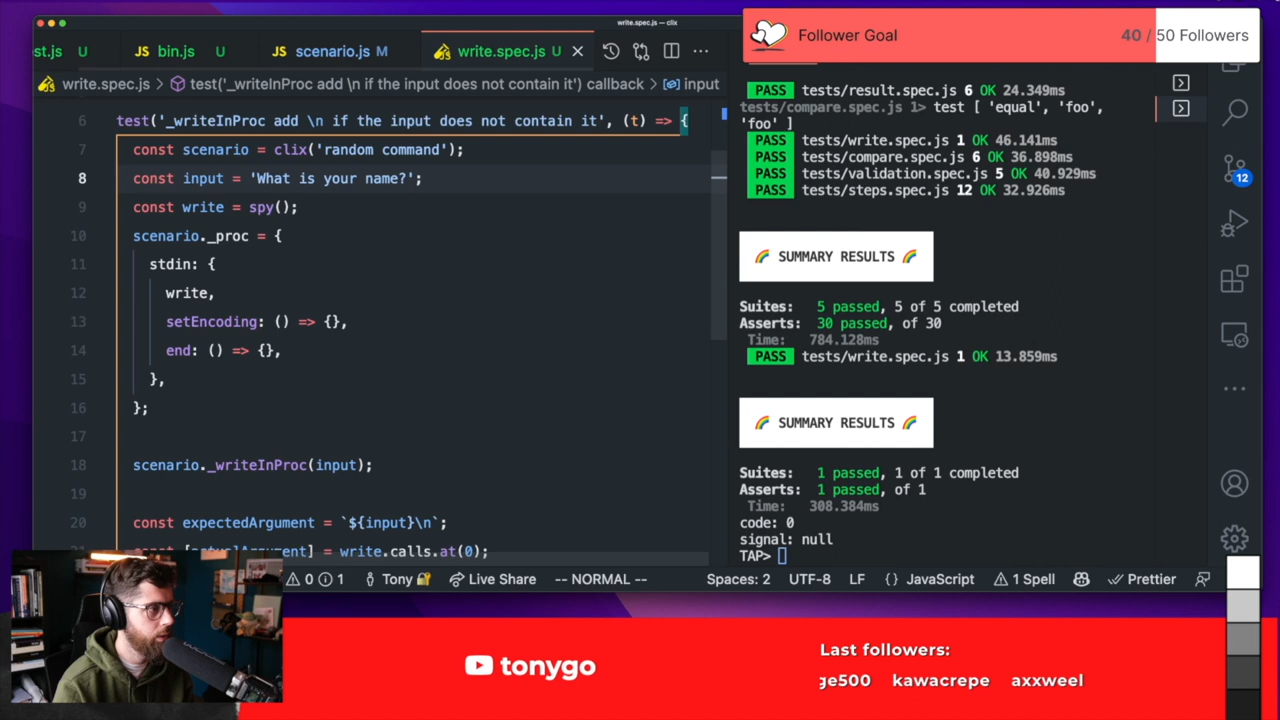 write.spec.js — clix
st.js U
JS bin.js U
JS scenario.js M
write.spec.js U
write.spec.js > test('_writeInProc add \n if the input does not contain it') callback > input
6 test('_writeInProc add \n if the input does not contain it', (t) => {
7 const scenario = clix('random command');
8 const input = 'What is your name?';
9 const write = spy();
10 scenario._proc = {
11 stdin: {
12 write,
13 setEncoding: () => {},
14 end: () => {},
15 },
16 };
17
18 scenario._writeInProc(input);
19
20 const expectedArgument = `${input}\n`;
write.calls.at(0);
Follower Goal
40 / 50 Followers
PASS tests/result.spec.js 6 OK 24.349ms
tests/compare.spec.js 1> test [ 'equal', 'foo',
'foo' ]
PASS tests/write.spec.js 1 OK 46.141ms
PASS tests/compare.spec.js 6 OK 36.898ms
PASS tests/validation.spec.js 5 OK 40.929ms
PASS tests/steps.spec.js 12 OK 32.926ms
🌈 SUMMARY RESULTS 🌈
Suites: 5 passed, 5 of 5 completed
Asserts: 30 passed, of 30
Time: 784.128ms
PASS tests/write.spec.js 1 OK 13.859ms
🌈 SUMMARY RESULTS 🌈
Suites: 1 passed, 1 of 1 completed
Asserts: 1 passed, of 1
Time: 308.384ms
code: 0
signal: null
TAP>
12
0 1 Tony 🔐 Live Share -- NORMAL -- Spaces: 2 UTF-8 LF {} JavaScript 1 Spell Prettier
tonygo
Last followers:
ge500 kawacrepe axxweel